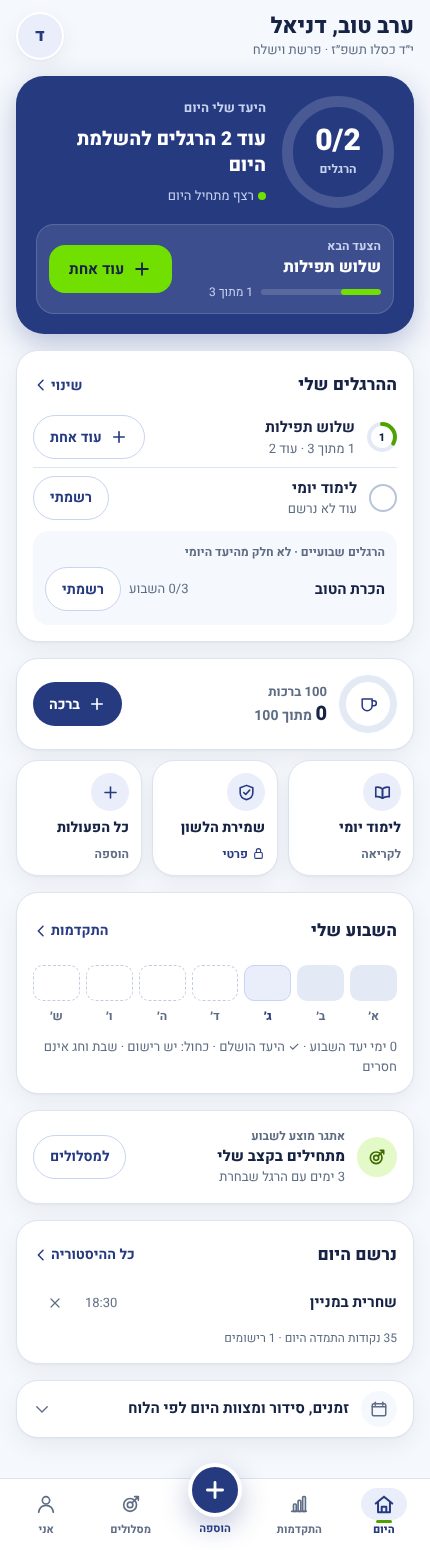 ערב טוב, דניאל
ד
י״ד כסלו תשפ״ז · פרשת וישלח
היעד שלי היום
0/2
הרגלים
עוד 2 הרגלים להשלמת
היום
רצף מתחיל היום
הצעד הבא
שלוש תפילות
1 מתוך 3
עוד אחת
ההרגלים שלי
שינוי
1
שלוש תפילות
1 מתוך 3 · עוד 2
עוד אחת
לימוד יומי
עוד לא נרשם
רשמתי
הרגלים שבועיים · לא חלק מהיעד היומי
הכרת הטוב
0/3 השבוע
רשמתי
100 ברכות
0 מתוך 100
ברכה
לימוד יומי
לקריאה
שמירת הלשון
פרטי
כל הפעולות
הוספה
השבוע שלי
התקדמות
א׳
ב׳
ג׳
ד׳
ה׳
ו׳
ש׳
0 ימי יעד השבוע · ✓ היעד הושלם · כחול: יש רישום · שבת וחג אינם
חסרים
אתגר מוצע לשבוע
מתחילים בקצב שלי
3 ימים עם הרגל שבחרת
למסלולים
נרשם היום
כל ההיסטוריה
שחרית במניין
18:30
35 נקודות התמדה היום · 1 רישומים
זמנים, סידור ומצוות היום לפי הלוח
היום
התקדמות
הוספה
מסלולים
אני